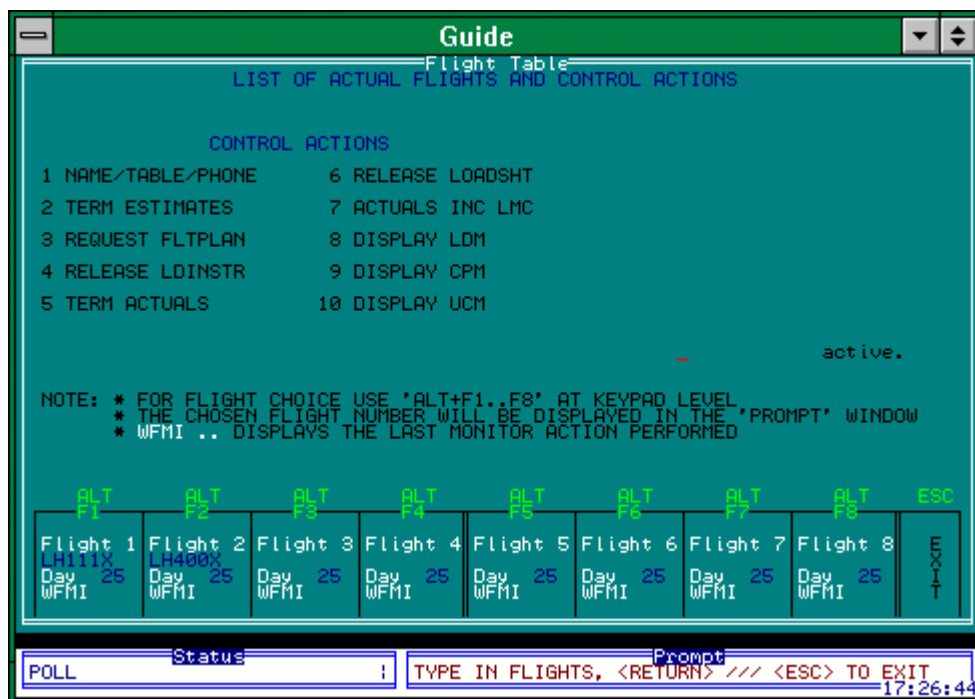 Guide
Flight Table
LIST OF ACTUAL FLIGHTS AND CONTROL ACTIONS
CONTROL ACTIONS
1 NAME/TABLE/PHONE 6 RELEASE LOADSHT
2 TERM ESTIMATES 7 ACTUALS INC LMC
3 REQUEST FLTPLAN 8 DISPLAY LDM
4 RELEASE LDINSTR 9 DISPLAY CPM
5 TERM ACTUALS 10 DISPLAY UCM
_ active.
NOTE: * FOR FLIGHT CHOICE USE 'ALT+F1..F8' AT KEYPAD LEVEL
* THE CHOSEN FLIGHT NUMBER WILL BE DISPLAYED IN THE 'PROMPT' WINDOW
* WFMI .. DISPLAYS THE LAST MONITOR ACTION PERFORMED
ALT ALT ALT ALT ALT ALT ALT ALT ESC
F1 F2 F3 F4 F5 F6 F7 F8
Flight 1 Flight 2 Flight 3 Flight 4 Flight 5 Flight 6 Flight 7 Flight 8 EXIT
LH111X LH400X
Day 25 Day 25 Day 25 Day 25 Day 25 Day 25 Day 25 Day 25
WFMI WFMI WFMI WFMI WFMI WFMI WFMI WFMI
Status Prompt
POLL | TYPE IN FLIGHTS, <RETURN> /// <ESC> TO EXIT
17:26:44